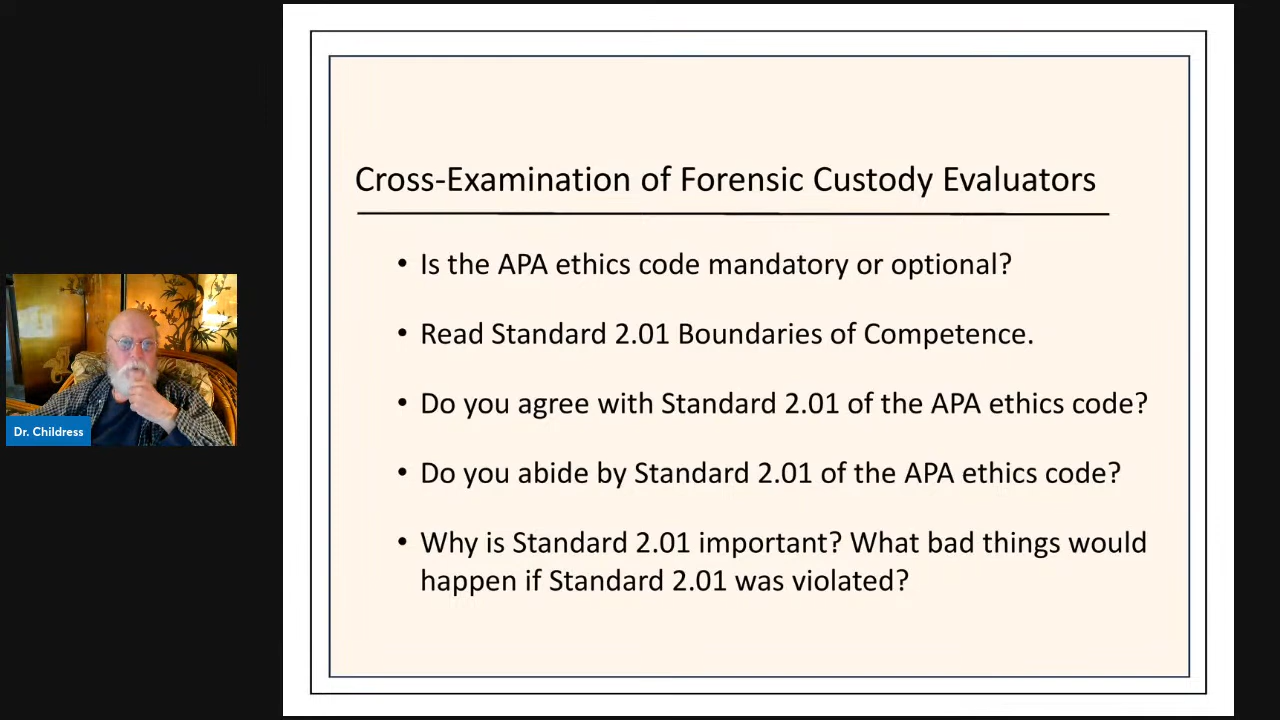 Cross-Examination of Forensic Custody Evaluators
• Is the APA ethics code mandatory or optional?
• Read Standard 2.01 Boundaries of Competence.
• Do you agree with Standard 2.01 of the APA ethics code?
• Do you abide by Standard 2.01 of the APA ethics code?
• Why is Standard 2.01 important? What bad things would
happen if Standard 2.01 was violated?
Dr. Childress